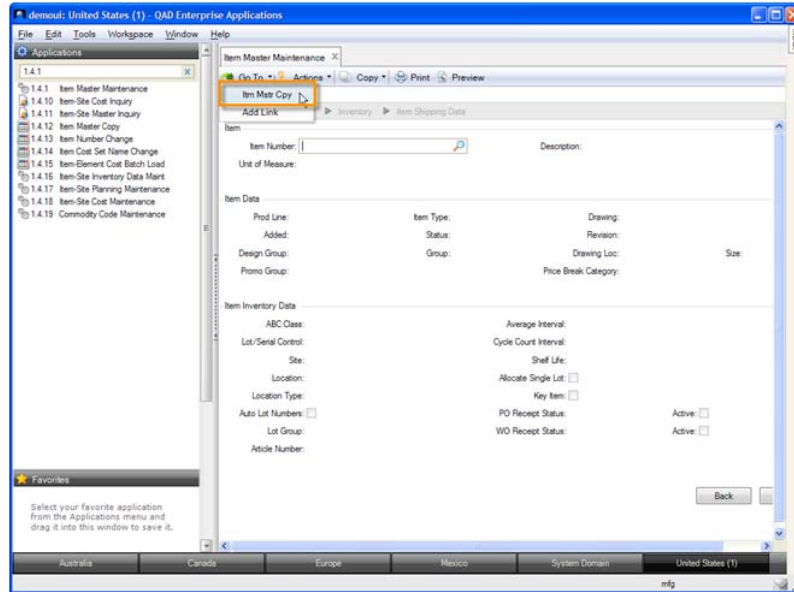 demoui: United States (1) - QAD Enterprise Applications
File Edit Tools Workspace Window Help
Applications
1.4.1
1.4.1 Item Master Maintenance
1.4.10 Item-Site Cost Inquiry
1.4.11 Item-Site Master Inquiry
1.4.12 Item Master Copy
1.4.13 Item Number Change
1.4.14 Item Cost Set Name Change
1.4.15 Item-Element Cost Batch Load
1.4.16 Item-Site Inventory Data Maint
1.4.17 Item-Site Planning Maintenance
1.4.18 Item-Site Cost Maintenance
1.4.19 Commodity Code Maintenance
Favorites
Select your favorite application
from the Applications menu and
drag it into this window to save it.
Item Master Maintenance
Go To Actions Copy Print Preview
Itm Mstr Cpy
Add Link Inventory Item Shipping Data
Item
Item Number: Description:
Unit of Measure:
Item Data
Prod Line: Item Type: Drawing:
Added: Status: Revision:
Design Group: Group: Drawing Loc: Size:
Promo Group: Price Break Category:
Item Inventory Data
ABC Class: Average Interval:
Lot/Serial Control: Cycle Count Interval:
Site: Shelf Life:
Location: Allocate Single Lot:
Location Type: Key Item:
Auto Lot Numbers: PO Receipt Status: Active:
Lot Group: WO Receipt Status: Active:
Article Number:
Back
Australia Canada Europe Mexico System Domain United States (1)
mfg